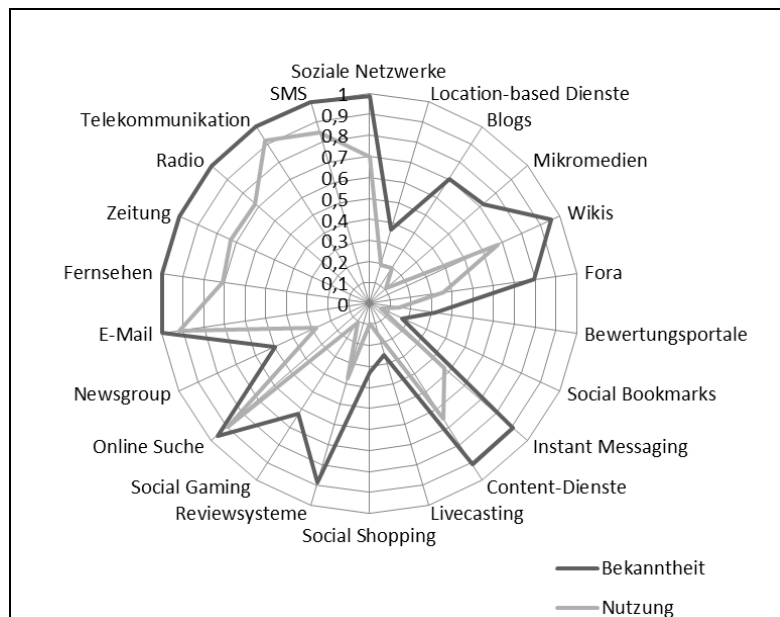 Soziale Netzwerke
Location-based Dienste
Blogs
Mikromedien
Wikis
Fora
Bewertungsportale
Social Bookmarks
Instant Messaging
Content-Dienste
Livecasting
Social Shopping
Reviewsysteme
Social Gaming
Online Suche
Newsgroup
E-Mail
Fernsehen
Zeitung
Radio
Telekommunikation
SMS
1
0,9
0,8
0,7
0,6
0,5
0,4
0,3
0,2
0,1
0
Bekanntheit
Nutzung